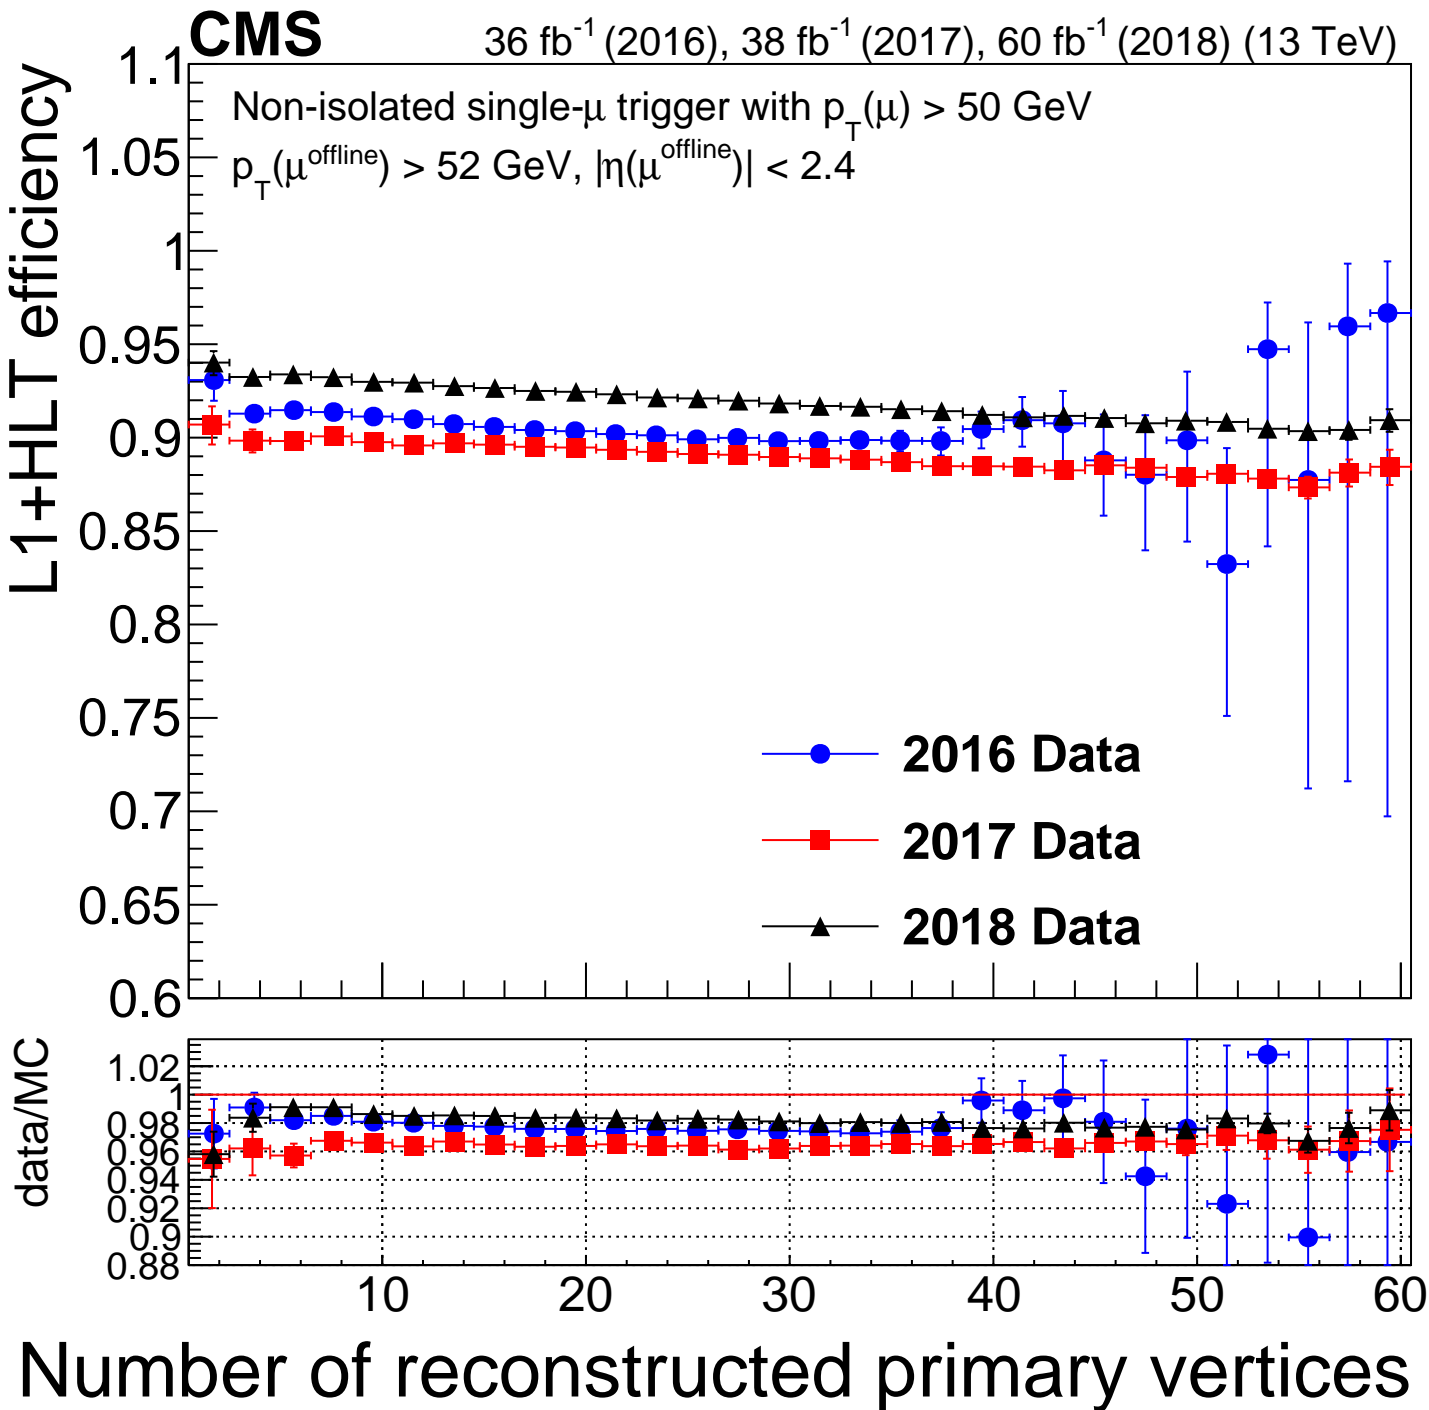 CMS 36 fb⁻¹ (2016), 38 fb⁻¹ (2017), 60 fb⁻¹ (2018) (13 TeV)
Non-isolated single-μ trigger with p_T(μ) > 50 GeV
p_T(μ^offline) > 52 GeV, |η(μ^offline)| < 2.4
L1+HLT efficiency
1.1
1.05
1
0.95
0.9
0.85
0.8
0.75
0.7
0.65
0.6
2016 Data
2017 Data
2018 Data
data/MC
1.02
1
0.98
0.96
0.94
0.92
0.9
0.88
10 20 30 40 50 60
Number of reconstructed primary vertices